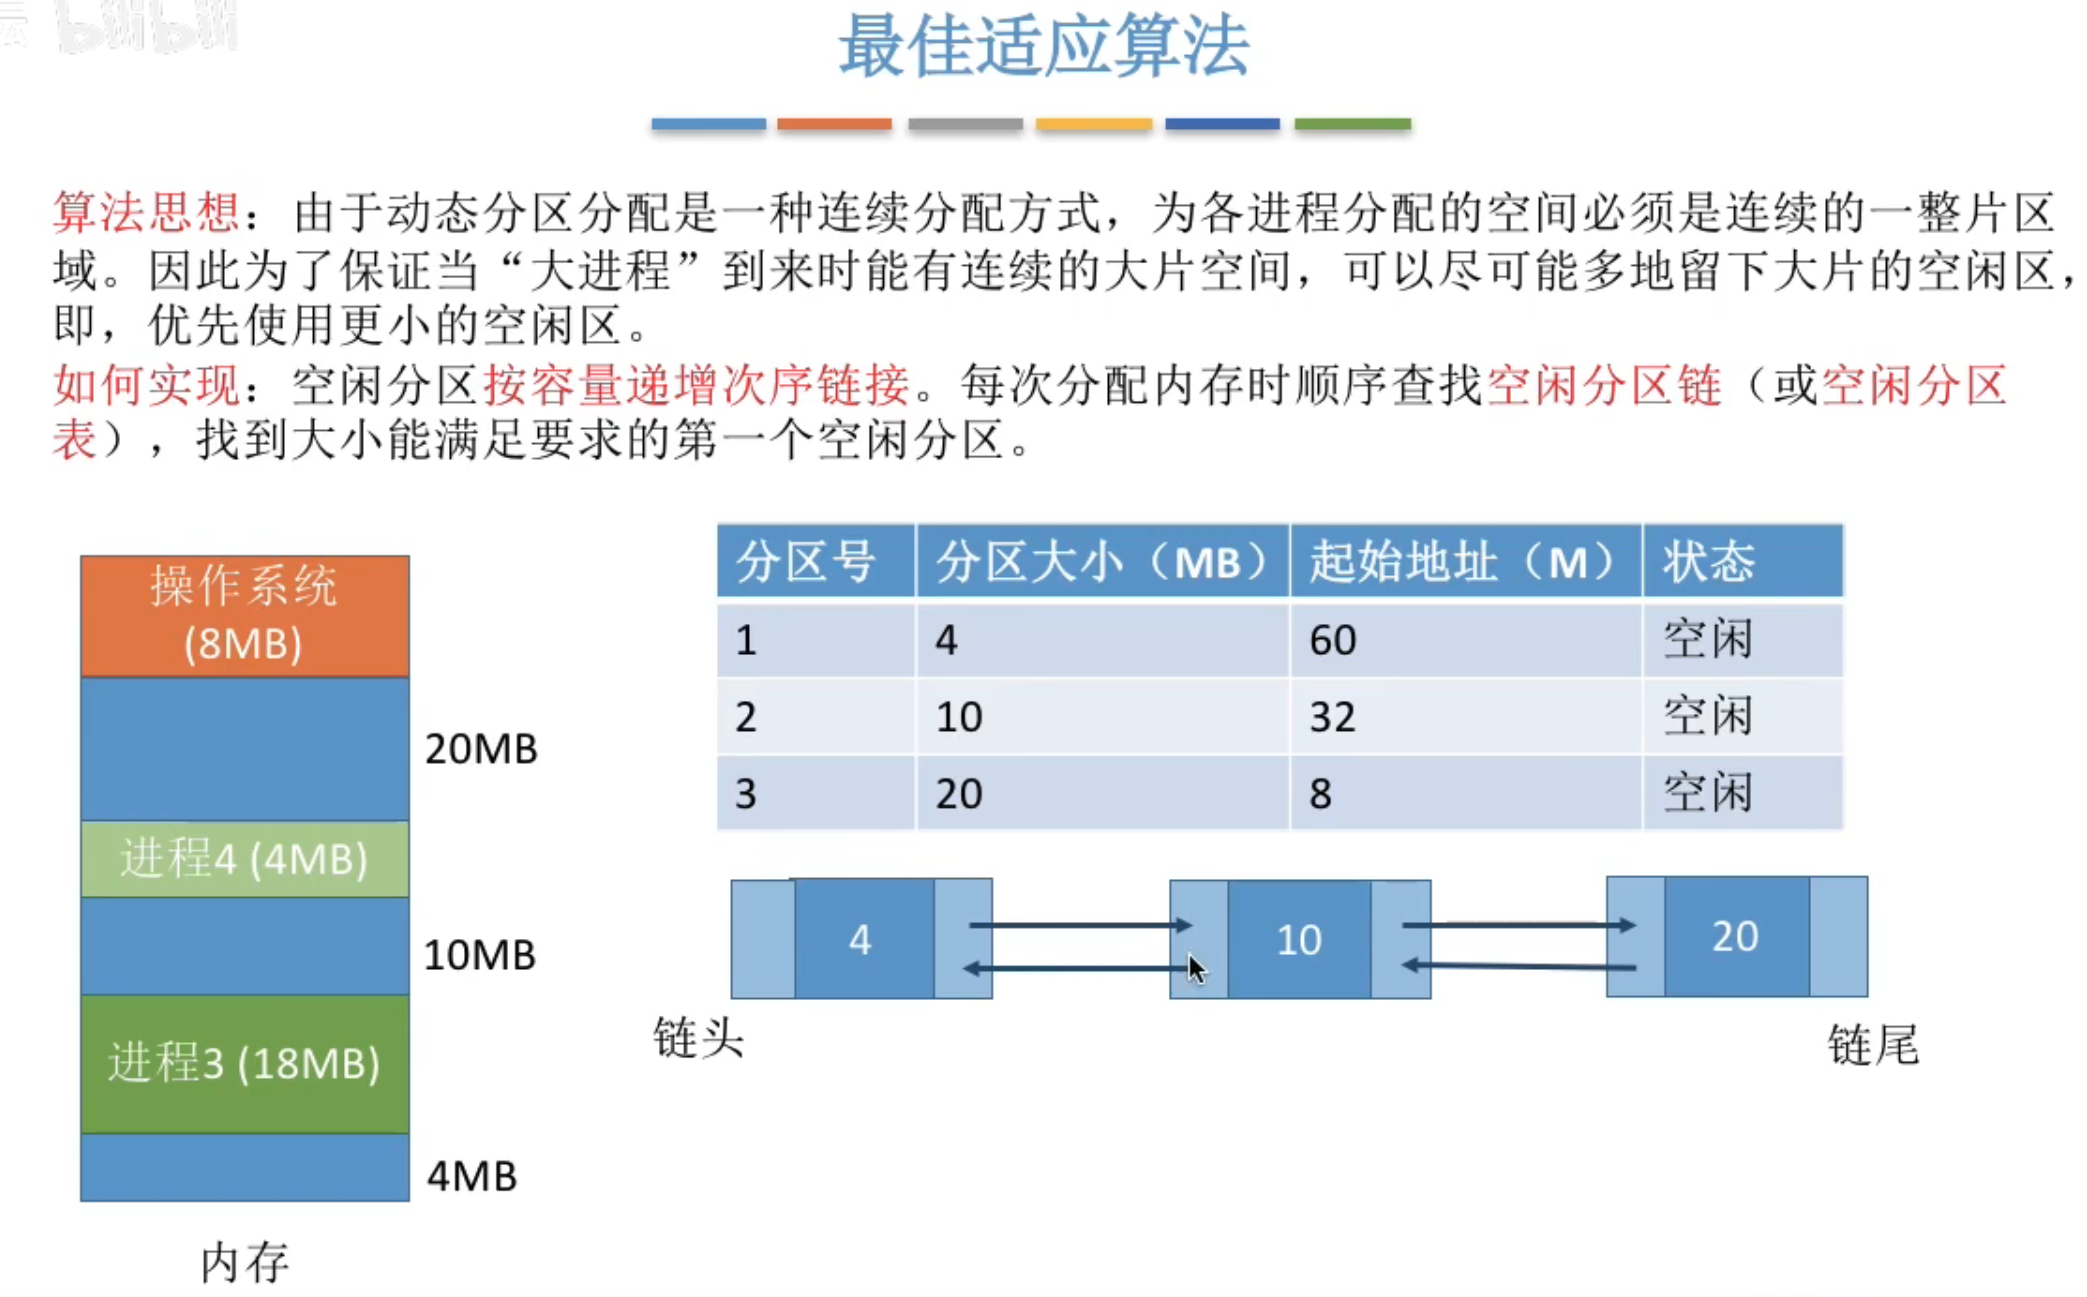 bilibili
最佳适应算法
算法思想：由于动态分区分配是一种连续分配方式，为各进程分配的空间必须是连续的一整片区
域。因此为了保证当“大进程”到来时能有连续的大片空间，可以尽可能多地留下大片的空闲区，
即，优先使用更小的空闲区。
如何实现：空闲分区按容量递增次序链接。每次分配内存时顺序查找空闲分区链（或空闲分区
表），找到大小能满足要求的第一个空闲分区。
操作系统
(8MB)
20MB
进程4 (4MB)
10MB
进程3 (18MB)
4MB
内存
分区号 分区大小（MB） 起始地址（M） 状态
1 4 60 空闲
2 10 32 空闲
3 20 8 空闲
4 10 20
链头 链尾